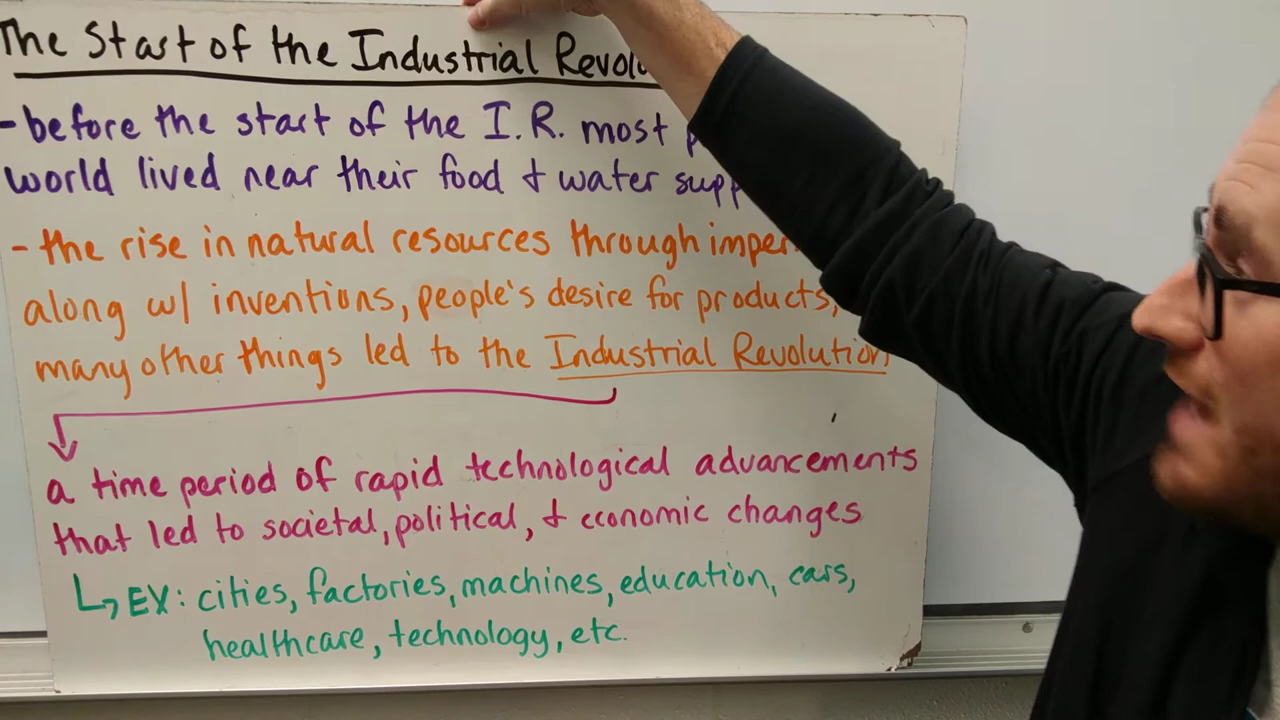 The Start of the Industrial Revolu
- before the start of the I.R. most
world lived near their food + water supp
- the rise in natural resources through imper
along w/ inventions, people's desire for products,
many other things led to the Industrial Revolution
a time period of rapid technological advancements
that led to societal, political, + economic changes
EX: cities, factories, machines, education, cars,
healthcare, technology, etc.